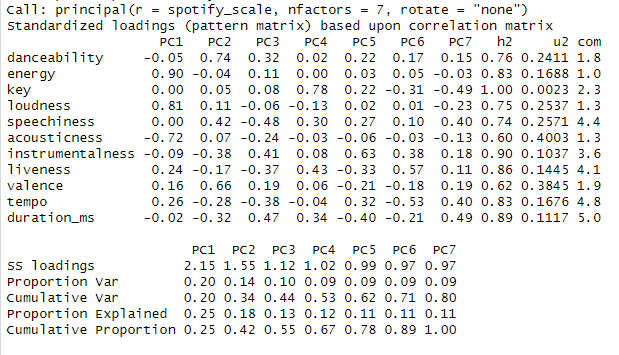 Call: principal(r = spotify_scale, nfactors = 7, rotate = "none")
Standardized loadings (pattern matrix) based upon correlation matrix
PC1 PC2 PC3 PC4 PC5 PC6 PC7 h2 u2 com
danceability -0.05 0.74 0.32 0.02 0.22 0.17 0.15 0.76 0.2411 1.8
energy 0.90 -0.04 0.11 0.00 0.03 0.05 -0.03 0.83 0.1688 1.0
key 0.00 0.05 0.08 0.78 0.22 -0.31 -0.49 1.00 0.0023 2.3
loudness 0.81 0.11 -0.06 -0.13 0.02 0.01 -0.23 0.75 0.2537 1.3
speechiness 0.00 0.42 -0.48 0.30 0.27 0.10 0.40 0.74 0.2571 4.4
acousticness -0.72 0.07 -0.24 -0.03 -0.06 -0.03 -0.13 0.60 0.4003 1.3
instrumentalness -0.09 -0.38 0.41 0.08 0.63 0.38 0.18 0.90 0.1037 3.6
liveness 0.24 -0.17 -0.37 0.43 -0.33 0.57 0.11 0.86 0.1445 4.1
valence 0.16 0.66 0.19 0.06 -0.21 -0.18 0.19 0.62 0.3845 1.9
tempo 0.26 -0.28 -0.38 -0.04 0.32 -0.53 0.40 0.83 0.1676 4.8
duration_ms -0.02 -0.32 0.47 0.34 -0.40 -0.21 0.49 0.89 0.1117 5.0
PC1 PC2 PC3 PC4 PC5 PC6 PC7
SS loadings 2.15 1.55 1.12 1.02 0.99 0.97 0.97
Proportion Var 0.20 0.14 0.10 0.09 0.09 0.09 0.09
Cumulative Var 0.20 0.34 0.44 0.53 0.62 0.71 0.80
Proportion Explained 0.25 0.18 0.13 0.12 0.11 0.11 0.11
Cumulative Proportion 0.25 0.42 0.55 0.67 0.78 0.89 1.00